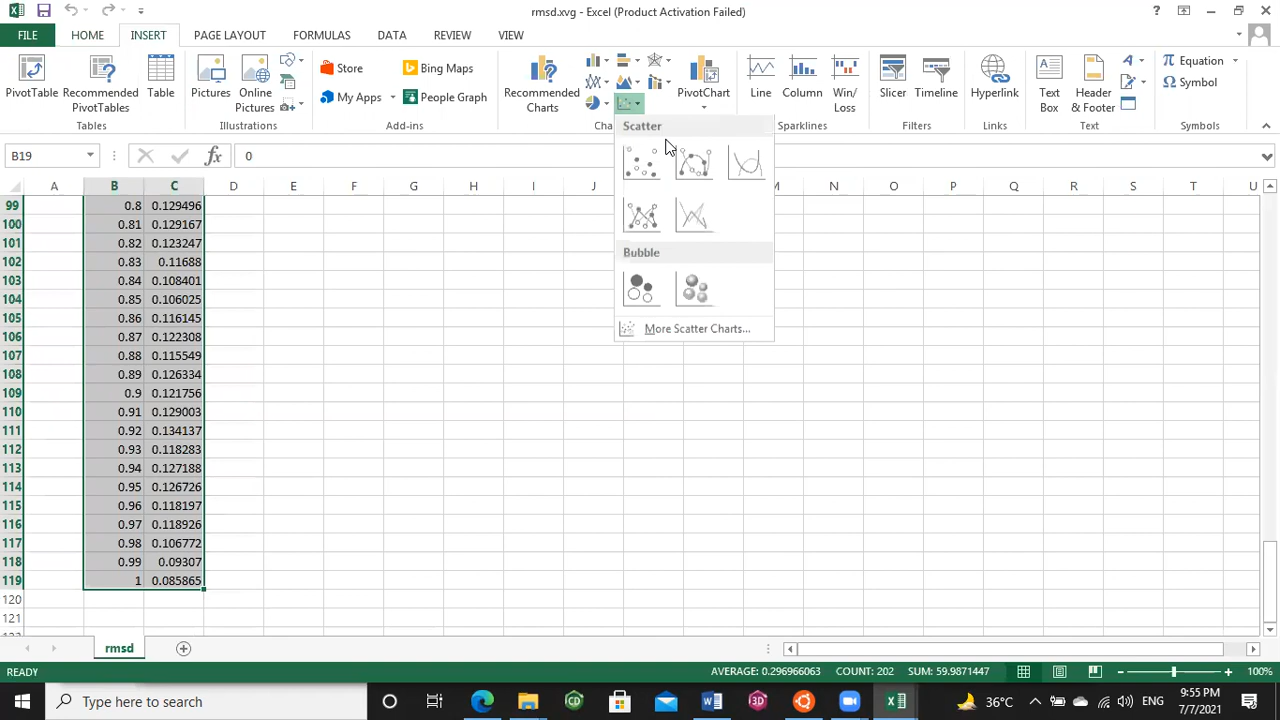 rmsd.xvg - Excel (Product Activation Failed)
FILE HOME INSERT PAGE LAYOUT FORMULAS DATA REVIEW VIEW
PivotTable
Recommended PivotTables
Table
Tables
Pictures
Online Pictures
Illustrations
Store
My Apps
Bing Maps
People Graph
Add-ins
Recommended Charts
Cha
PivotChart
Line
Column
Win/Loss
Sparklines
Slicer
Timeline
Filters
Hyperlink
Links
Text Box
Header & Footer
Text
Equation
Symbol
Symbols
B19 0
Scatter
Bubble
More Scatter Charts...
A B C D E F G H I J M N O P Q R S T U
99 0.8 0.129496
100 0.81 0.129167
101 0.82 0.123247
102 0.83 0.11688
103 0.84 0.108401
104 0.85 0.106025
105 0.86 0.116145
106 0.87 0.122308
107 0.88 0.115549
108 0.89 0.126334
109 0.9 0.121756
110 0.91 0.129003
111 0.92 0.134137
112 0.93 0.118283
113 0.94 0.127188
114 0.95 0.126726
115 0.96 0.118197
116 0.97 0.118926
117 0.98 0.106772
118 0.99 0.09307
119 1 0.085865
120
121
rmsd
READY AVERAGE: 0.296966063 COUNT: 202 SUM: 59.9871447 100%
Type here to search 36°C ENG 9:55 PM
7/7/2021